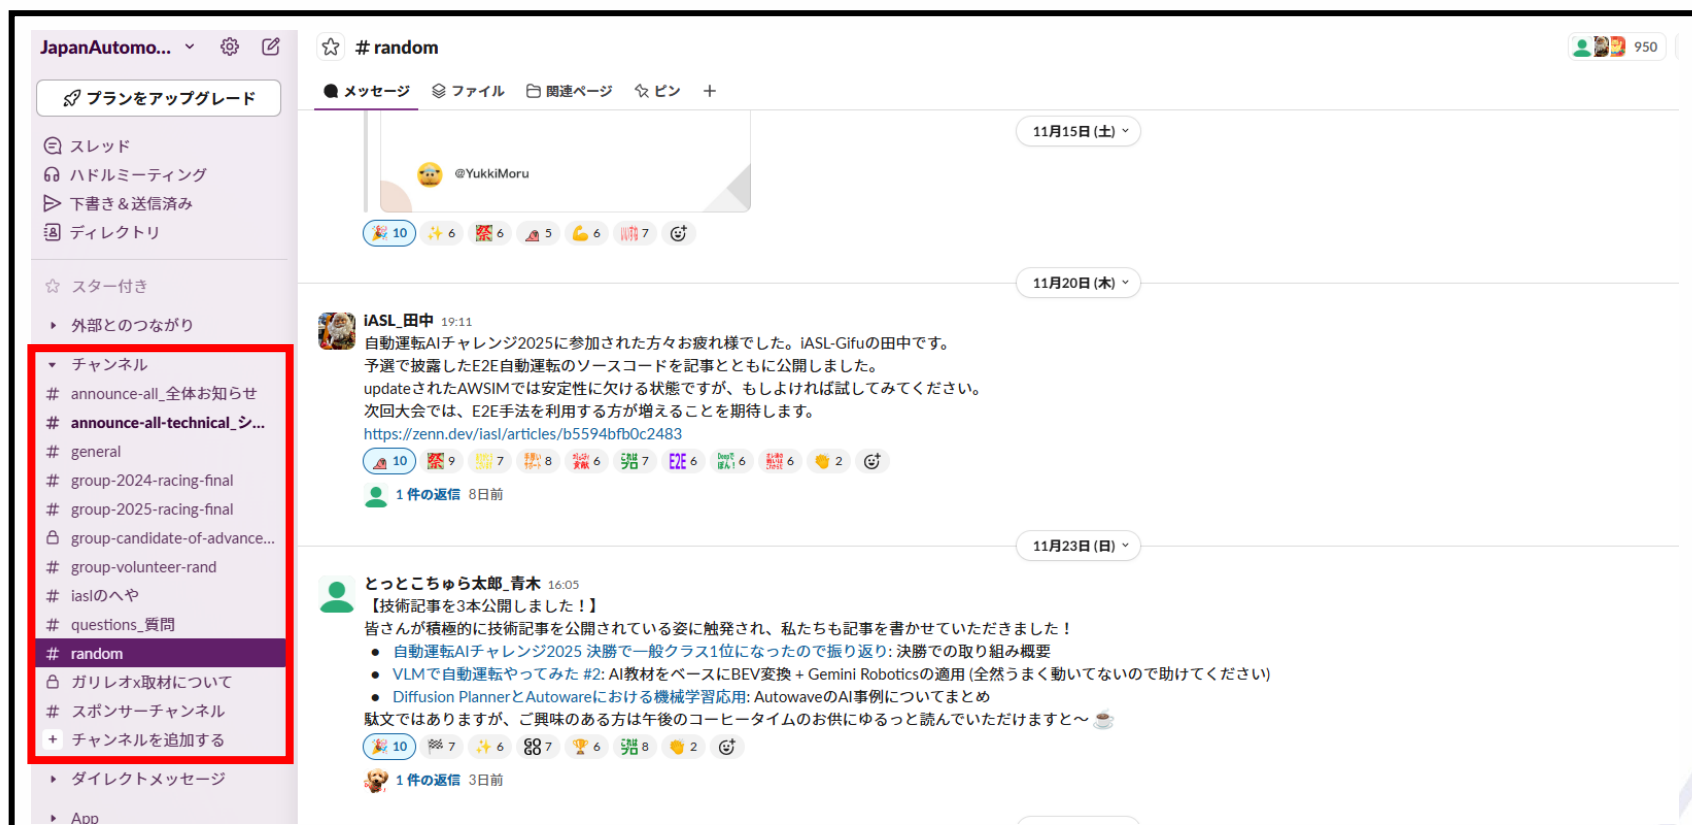 JapanAutomo...
プランをアップグレード
スレッド
ハドルミーティング
下書き＆送信済み
ディレクトリ
スター付き
外部とのつながり
チャンネル
# announce-all_全体お知らせ
# announce-all-technical_シ...
# general
# group-2024-racing-final
# group-2025-racing-final
group-candidate-of-advance...
# group-volunteer-rand
# iaslのへや
# questions_質問
# random
ガリレオx取材について
# スポンサーチャンネル
+ チャンネルを追加する
ダイレクトメッセージ
App
# random
950
メッセージ ファイル 関連ページ ピン +
11月15日 (土)
@YukkiMoru
10 6 祭 6 5 6 7
11月20日 (木)
iASL_田中 19:11
自動運転AIチャレンジ2025に参加された方々お疲れ様でした。iASL-Gifuの田中です。
予選で披露したE2E自動運転のソースコードを記事とともに公開しました。
updateされたAWSIMでは安定性に欠ける状態ですが、もしよければ試してみてください。
次回大会では、E2E手法を利用する方が増えることを期待します。
https://zenn.dev/iasl/articles/b5594bfb0c2483
10 祭 9 7 8 6 7 E2E 6 6 6 2
1 件の返信 8日前
11月23日 (日)
とっとこちゅら太郎_青木 16:05
【技術記事を3本公開しました！】
皆さんが積極的に技術記事を公開されている姿に触発され、私たちも記事を書かせていただきました！
• 自動運転AIチャレンジ2025 決勝で一般クラス1位になったので振り返り: 決勝での取り組み概要
• VLMで自動運転やってみた #2: AI教材をベースにBEV変換 + Gemini Roboticsの適用 (全然うまく動いてないので助けてください)
• Diffusion PlannerとAutowareにおける機械学習応用: AutowaveのAI事例についてまとめ
駄文ではありますが、ご興味のある方は午後のコーヒータイムのお供にゆるっと読んでいただけますと〜
10 7 6 GO GO 7 6 8 2
1 件の返信 3日前